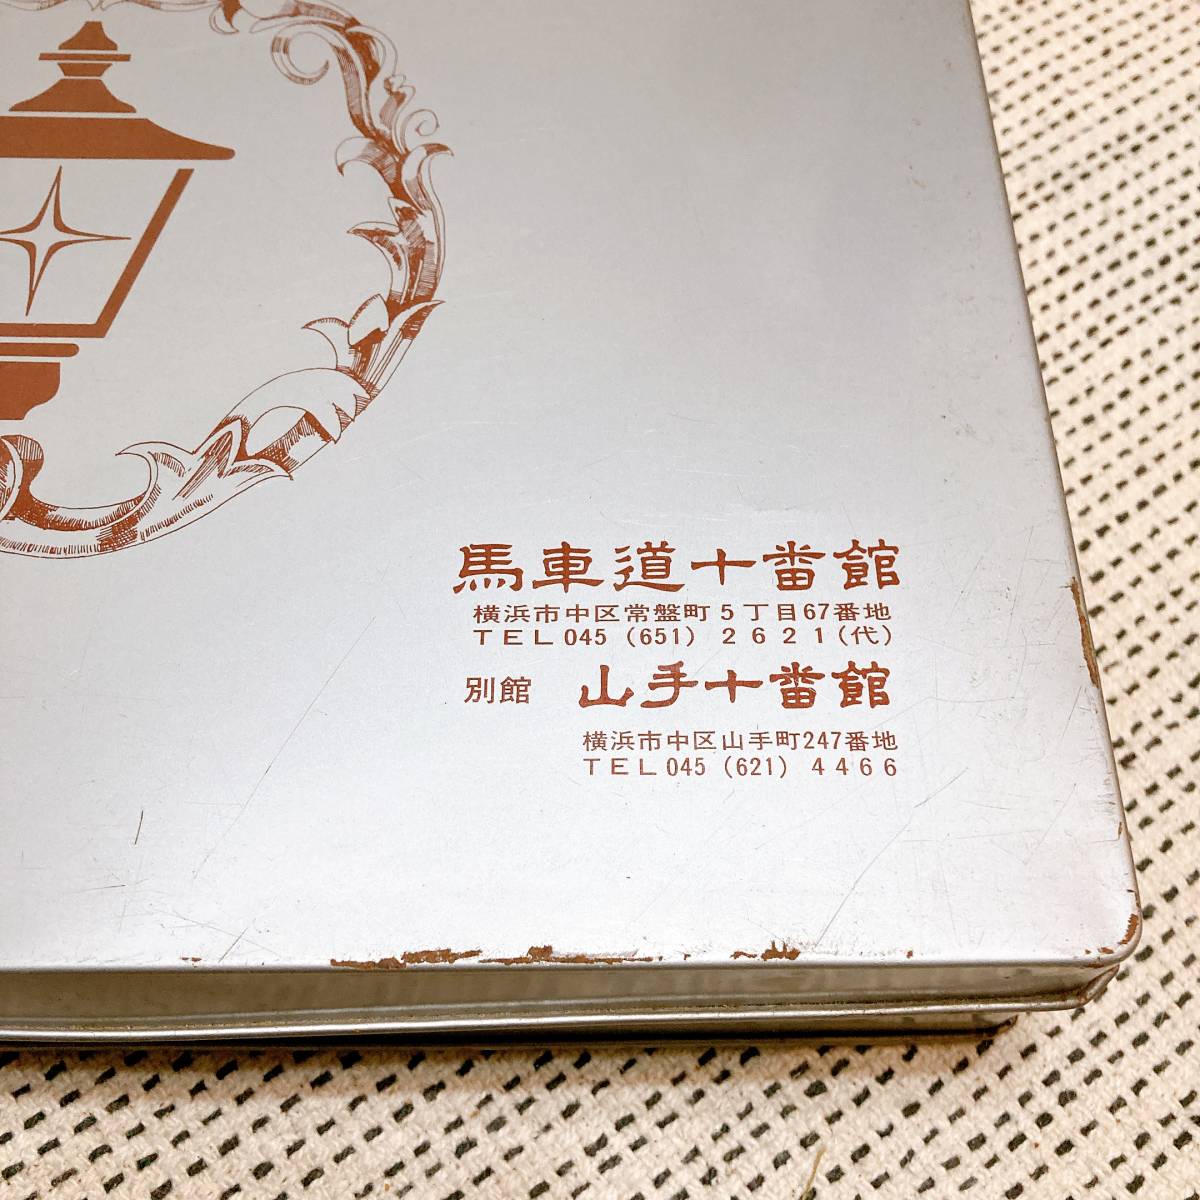 馬車道十番館
横浜市中区常盤町5丁目67番地
TEL045(651)2621(代)
別館 山手十番館
横浜市中区山手町247番地
TEL045(621)4466